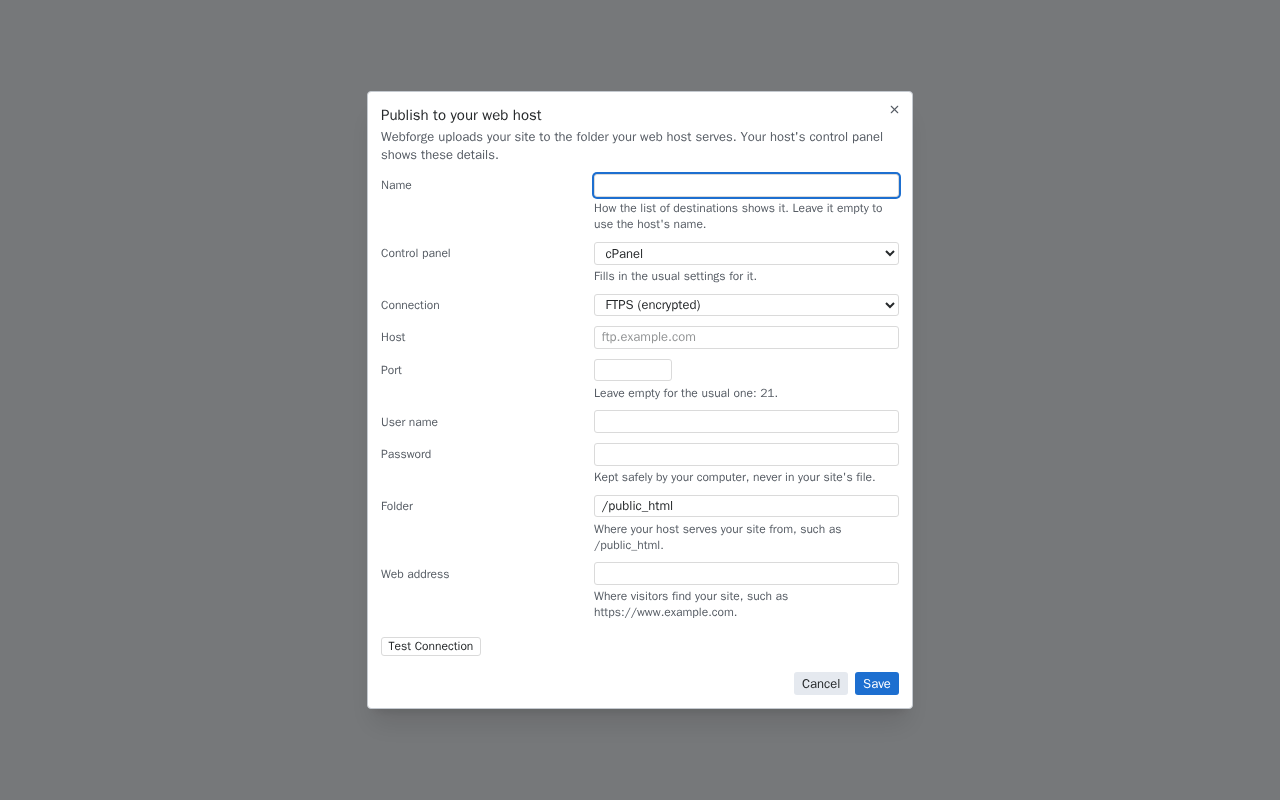 Publish to your web host
×
Webforge uploads your site to the folder your web host serves. Your host's control panel
shows these details.
Name
How the list of destinations shows it. Leave it empty to
use the host's name.
Control panel
cPanel
Fills in the usual settings for it.
Connection
FTPS (encrypted)
Host
ftp.example.com
Port
Leave empty for the usual one: 21.
User name
Password
Kept safely by your computer, never in your site's file.
Folder
/public_html
Where your host serves your site from, such as
/public_html.
Web address
Where visitors find your site, such as
https://www.example.com.
Test Connection
Cancel
Save